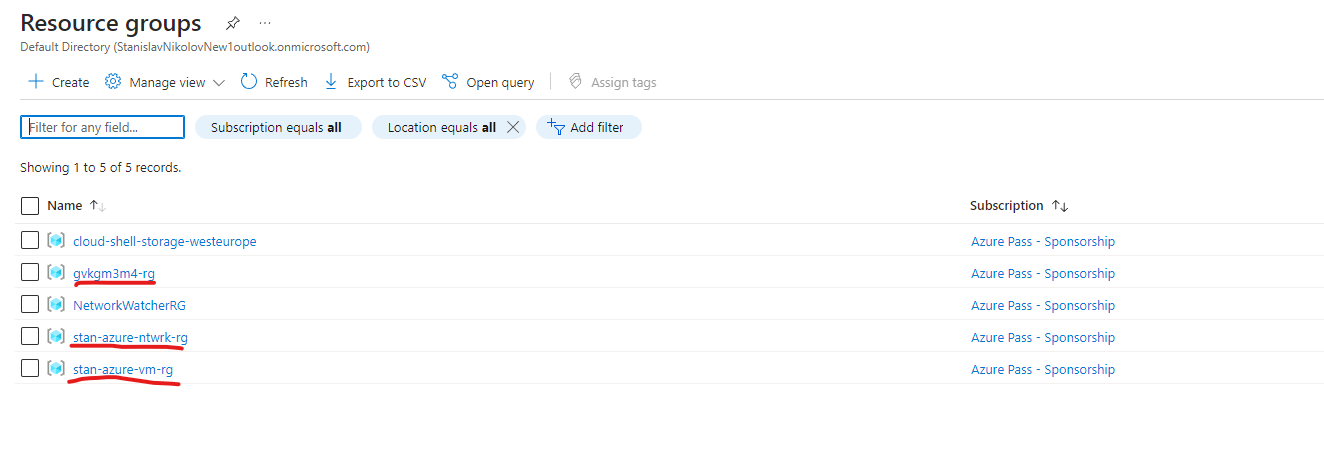 Resource groups
Default Directory (StanislavNikolovNew1outlook.onmicrosoft.com)
Create Manage view Refresh Export to CSV Open query Assign tags
Filter for any field... Subscription equals all Location equals all Add filter
Showing 1 to 5 of 5 records.
Name Subscription
cloud-shell-storage-westeurope Azure Pass - Sponsorship
gvkgm3m4-rg Azure Pass - Sponsorship
NetworkWatcherRG Azure Pass - Sponsorship
stan-azure-ntwrk-rg Azure Pass - Sponsorship
stan-azure-vm-rg Azure Pass - Sponsorship